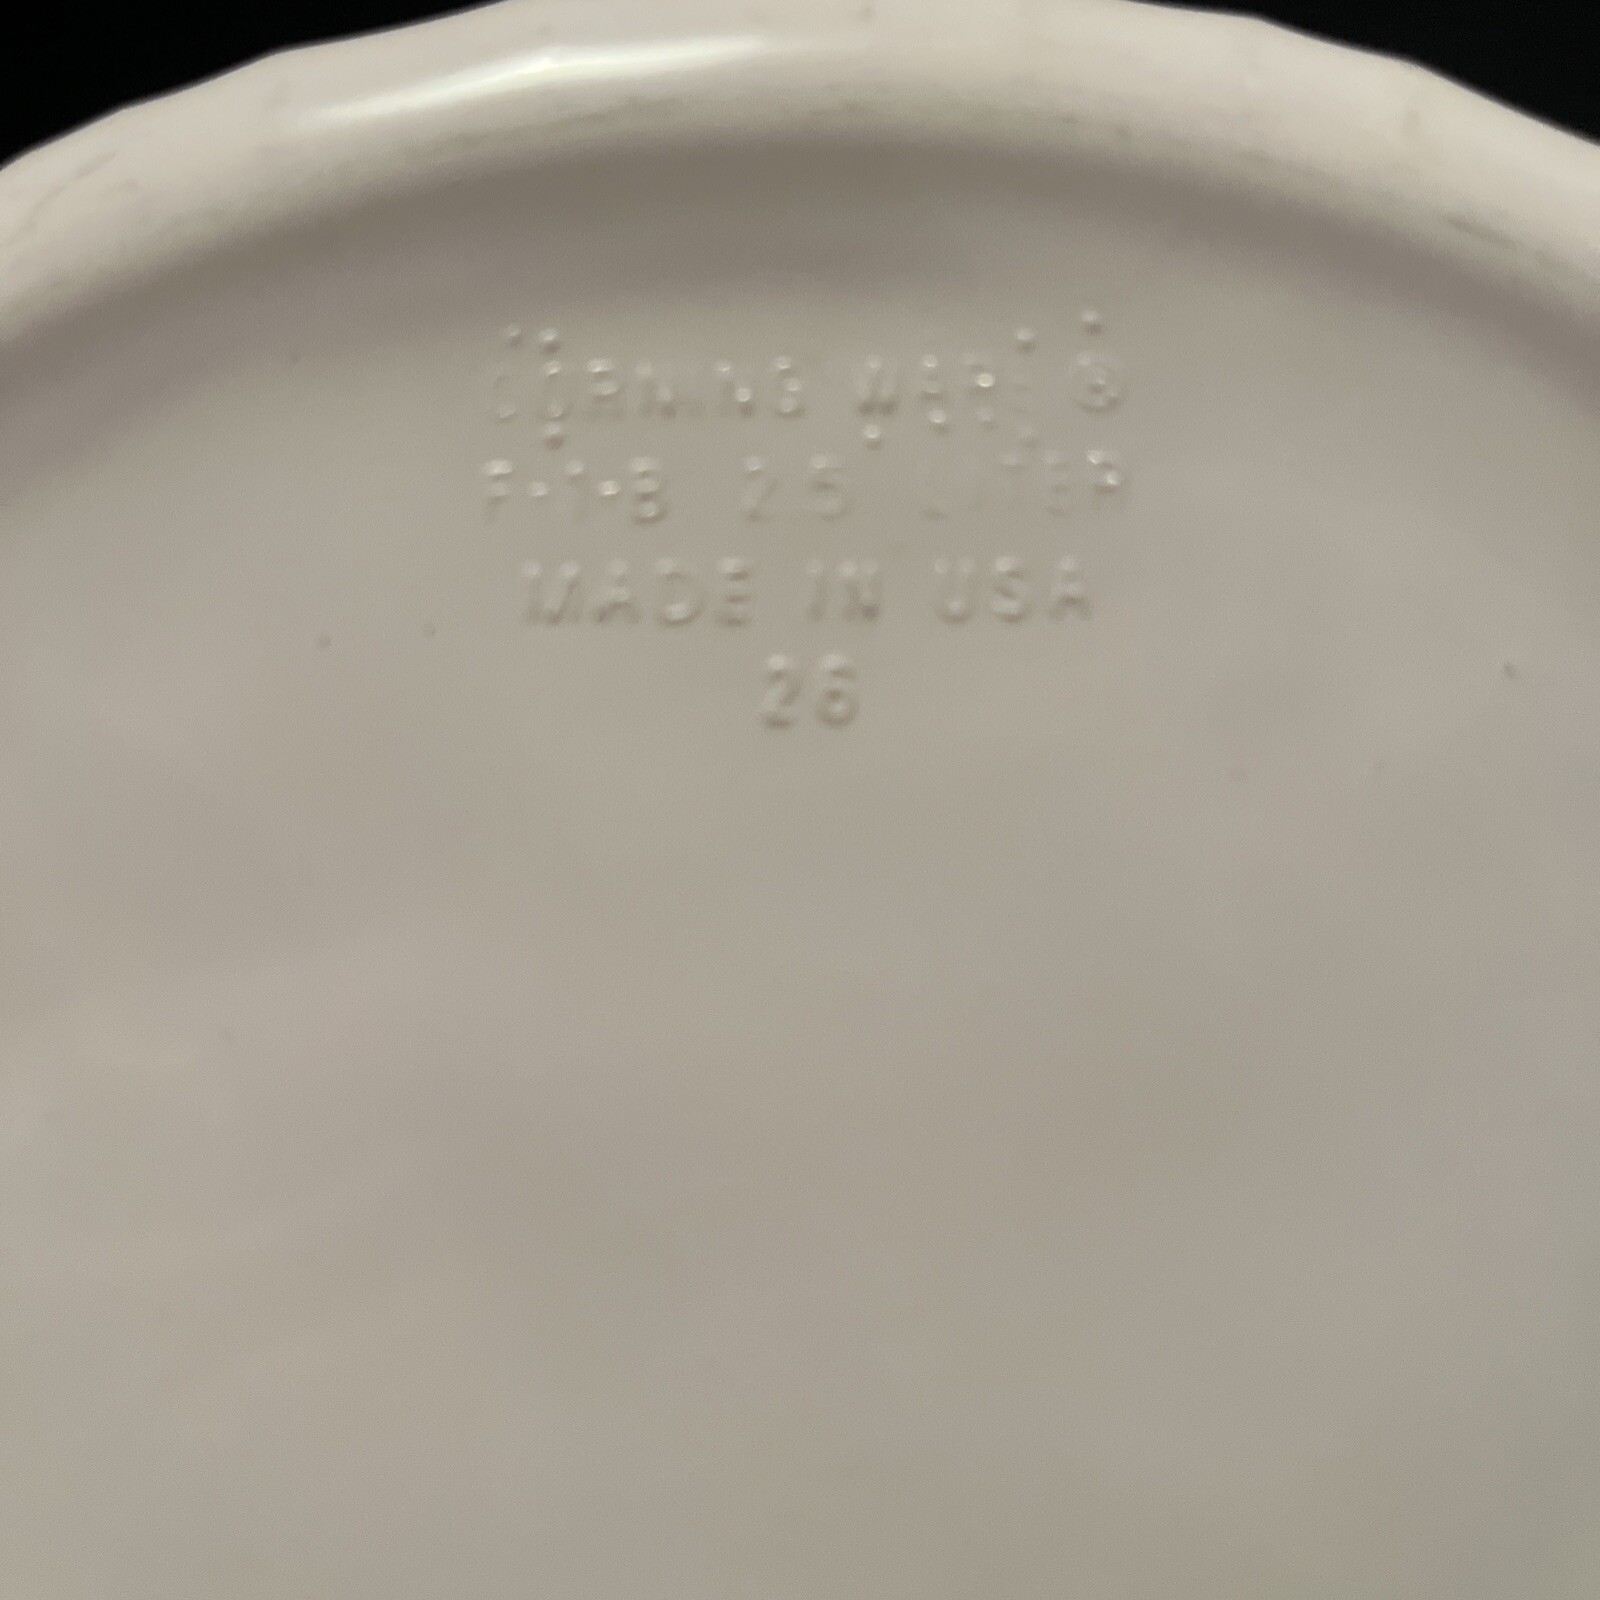 CORNING WARE ®
F-1-B 2.5 LITER
MADE IN USA
26